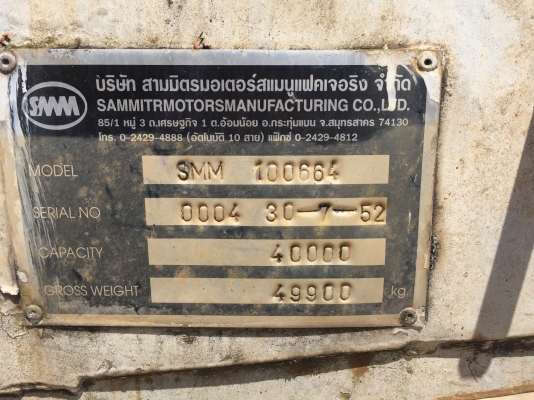 SMM
บริษัท สามมิตรมอเตอร์สแมนูแฟคเจอริง จำกัด
SAMMITRMOTORSMANUFACTURING CO.,LTD.
85/1 หมู่ 3 ถ.เศรษฐกิจ 1 ต.อ้อมน้อย อ.กระทุ่มแบน จ.สมุทรสาคร 74130
โทร. 0-2429-4888 (อัตโนมัติ 10 สาย) แฟ็กซ์ 0-2429-4812
MODEL SMM 100664
SERIAL NO 0004 30-7-52
CAPACITY 40000
GROSS WEIGHT 49900 kg.